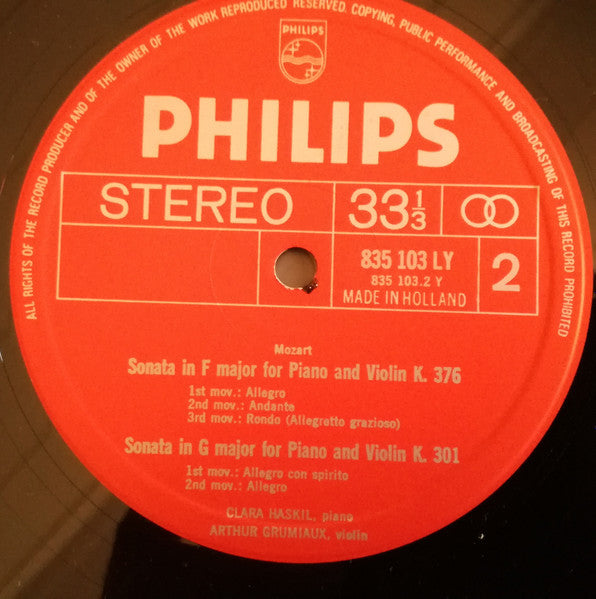 ALL RIGHTS OF THE RECORD PRODUCER AND OF THE OWNER OF THE WORK REPRODUCED RESERVED. COPYING, PUBLIC PERFORMANCE AND BROADCASTING OF THIS RECORD PROHIBITED
PHILIPS
PHILIPS
STEREO
33 1/3
835 103 LY
835 103.2 Y
MADE IN HOLLAND
2
Mozart
Sonata in F major for Piano and Violin K. 376
1st mov.: Allegro
2nd mov.: Andante
3rd mov.: Rondo (Allegretto grazioso)
Sonata in G major for Piano and Violin K. 301
1st mov.: Allegro con spirito
2nd mov.: Allegro
CLARA HASKIL, piano
ARTHUR GRUMIAUX, violin